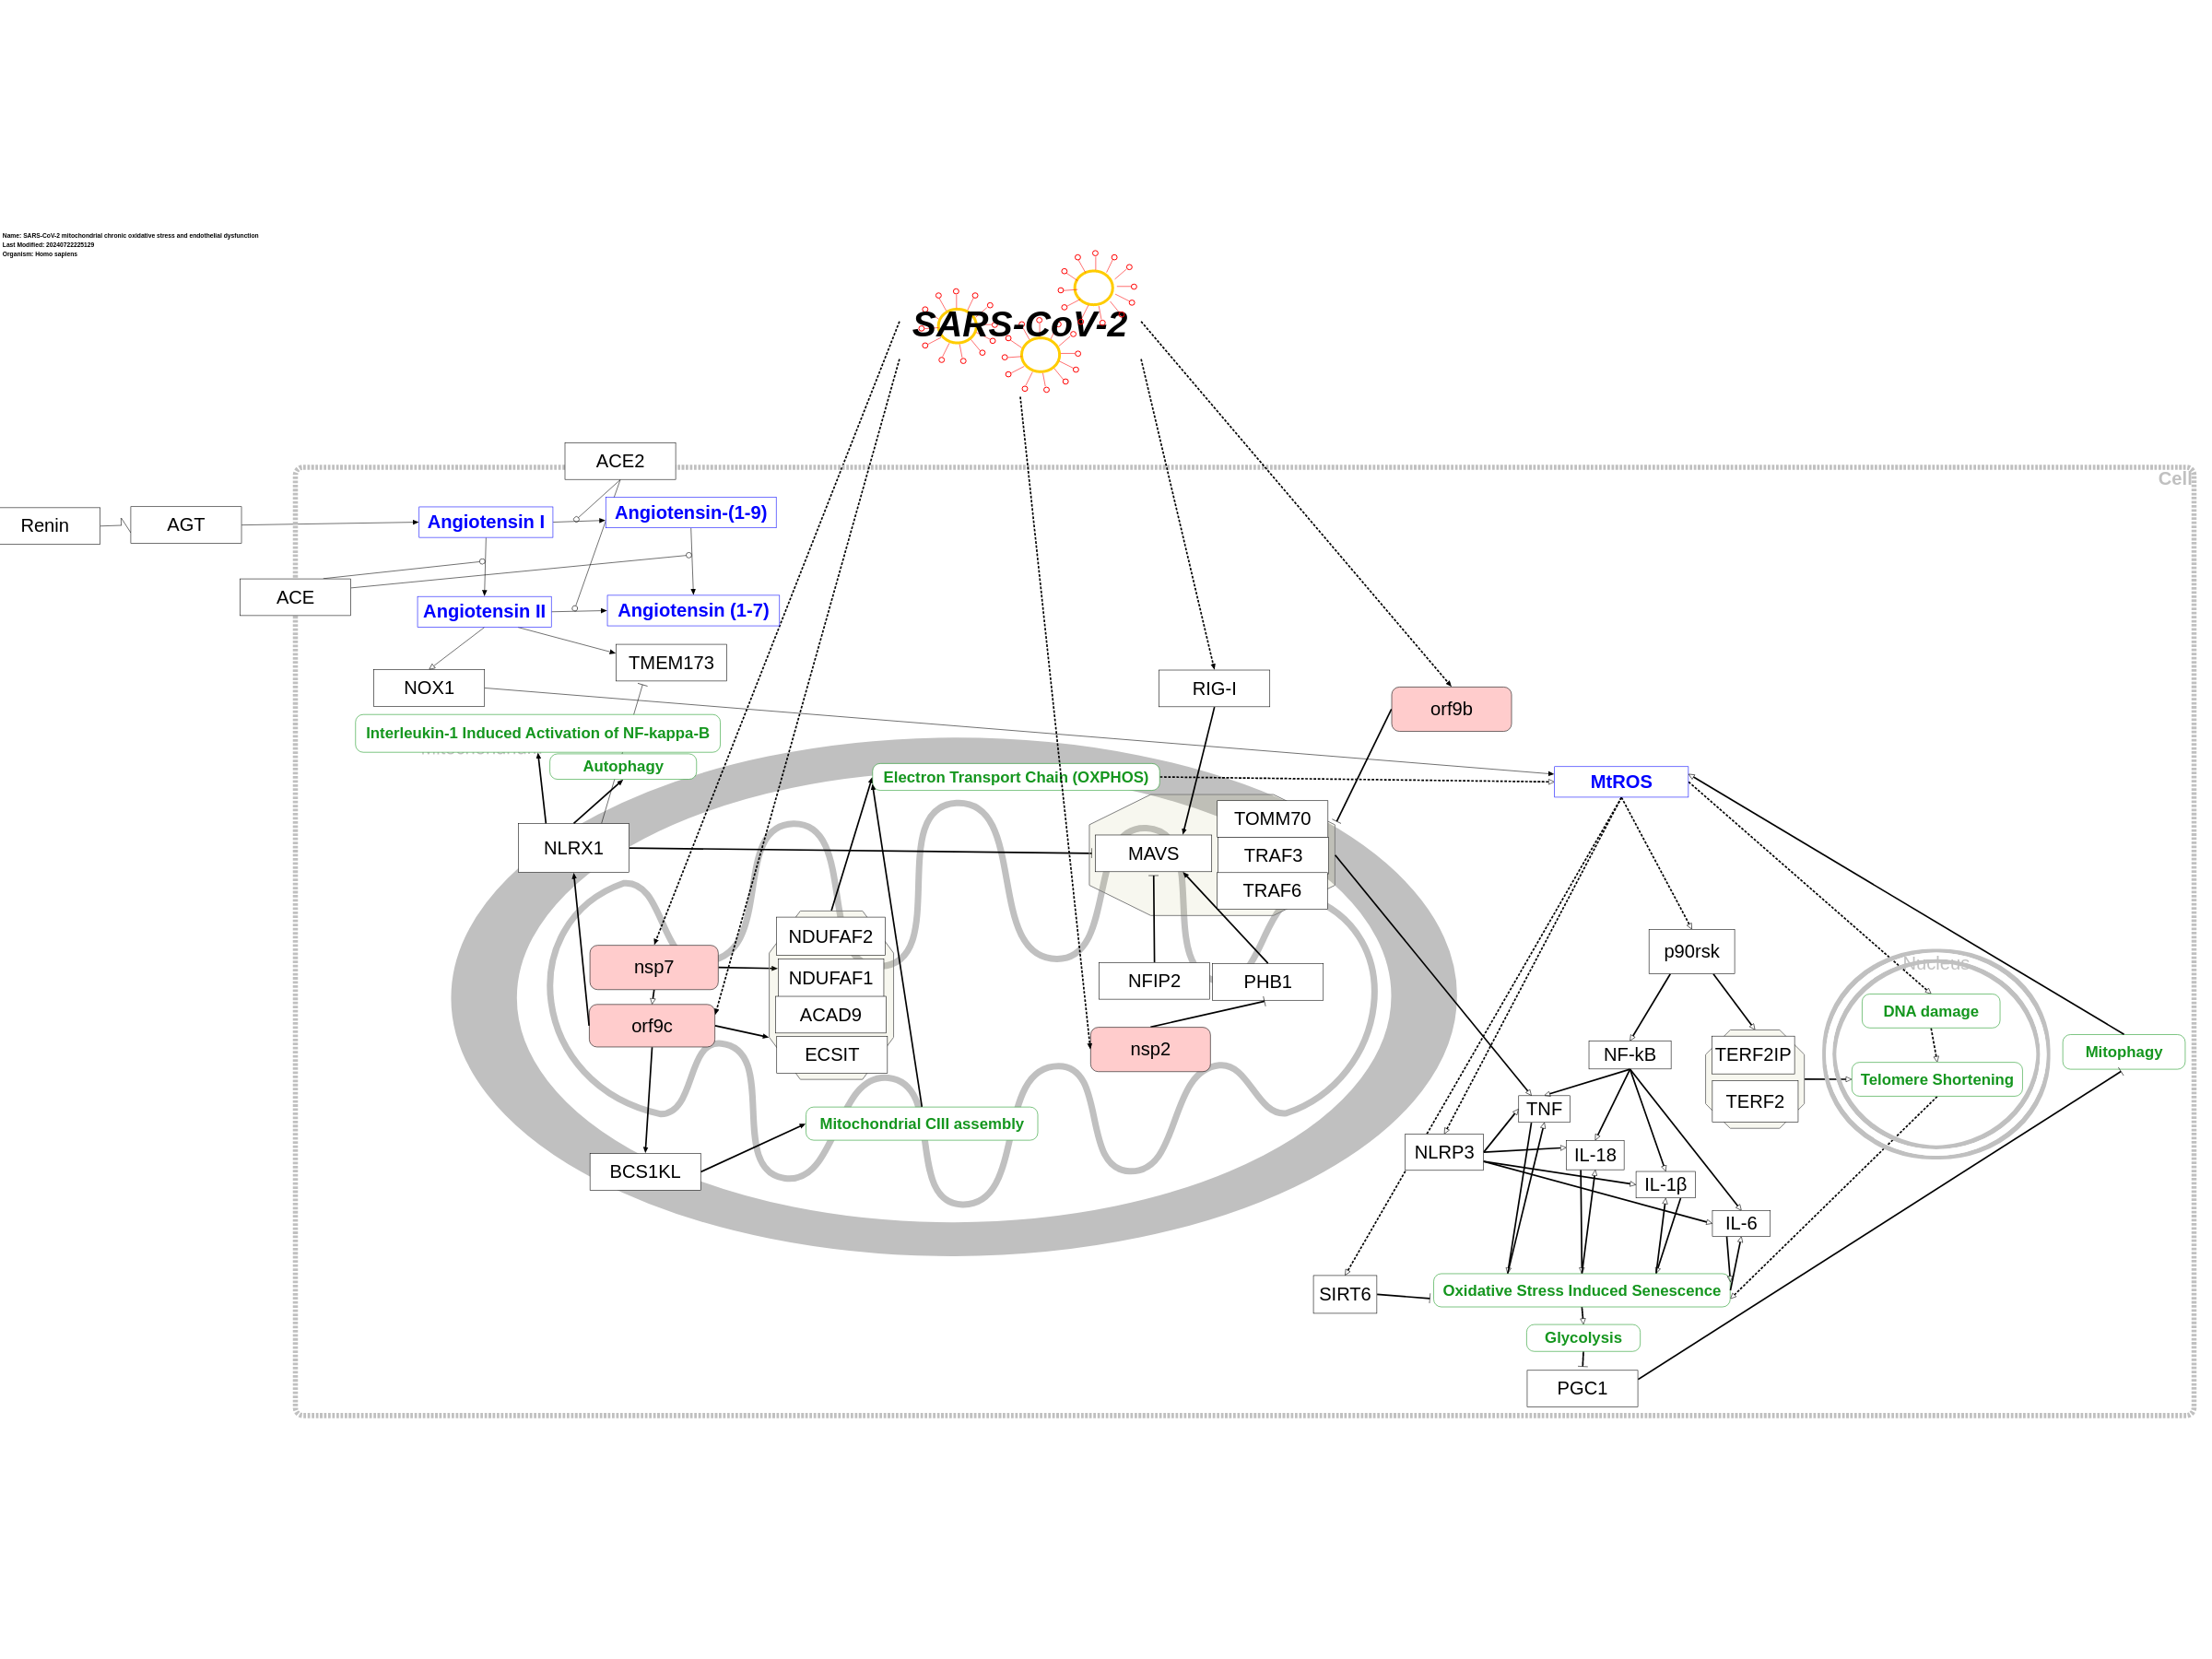 Name: SARS-CoV-2 mitochondrial chronic oxidative stress and endothelial dysfunction
Last Modified: 20240722225129
Organism: Homo sapiens
SARS-CoV-2
ACE2
Cell
Renin
AGT
Angiotensin I
Angiotensin-(1-9)
ACE
Angiotensin II
Angiotensin (1-7)
TMEM173
NOX1
RIG-I
orf9b
Interleukin-1 Induced Activation of NF-kappa-B
Mitochondrion
Autophagy
Electron Transport Chain (OXPHOS)
MtROS
TOMM70
NLRX1
MAVS
TRAF3
TRAF6
NDUFAF2
p90rsk
nsp7
NDUFAF1
NFIP2
PHB1
Nucleus
ACAD9
DNA damage
orf9c
ECSIT
nsp2
NF-kB
TERF2IP
Mitophagy
Telomere Shortening
TERF2
TNF
Mitochondrial CIII assembly
NLRP3
IL-18
BCS1KL
IL-1β
IL-6
SIRT6
Oxidative Stress Induced Senescence
Glycolysis
PGC1